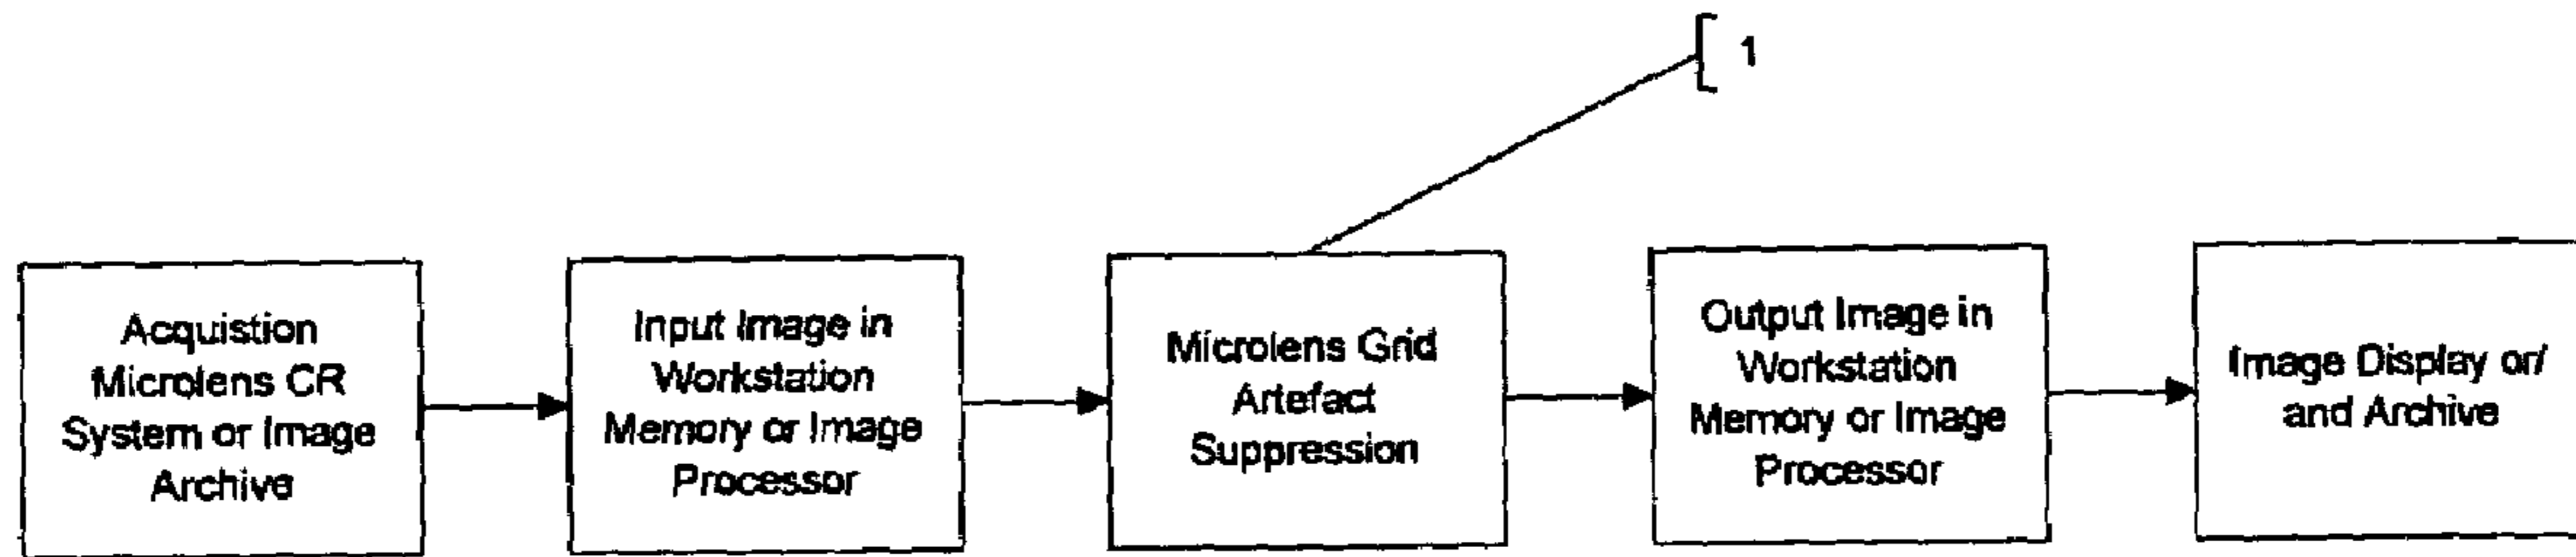 1
Acquistion
Microlens CR
System or Image
Archive
Input Image in
Workstation
Memory or Image
Processor
Microlens Grid
Artefact
Suppression
Output Image in
Workstation
Memory or Image
Processor
Image Display or/
and Archive